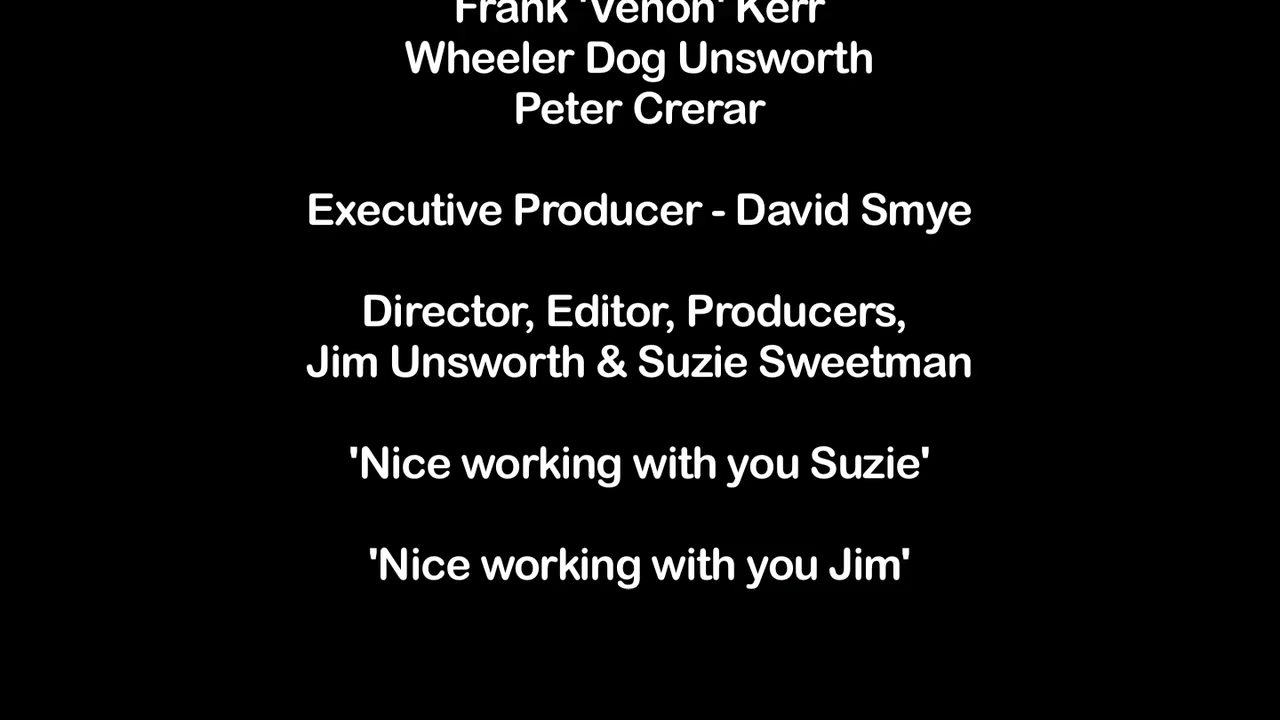 Frank 'Venon' Kerr
Wheeler Dog Unsworth
Peter Crerar
Executive Producer - David Smye
Director, Editor, Producers,
Jim Unsworth & Suzie Sweetman
'Nice working with you Suzie'
'Nice working with you Jim'